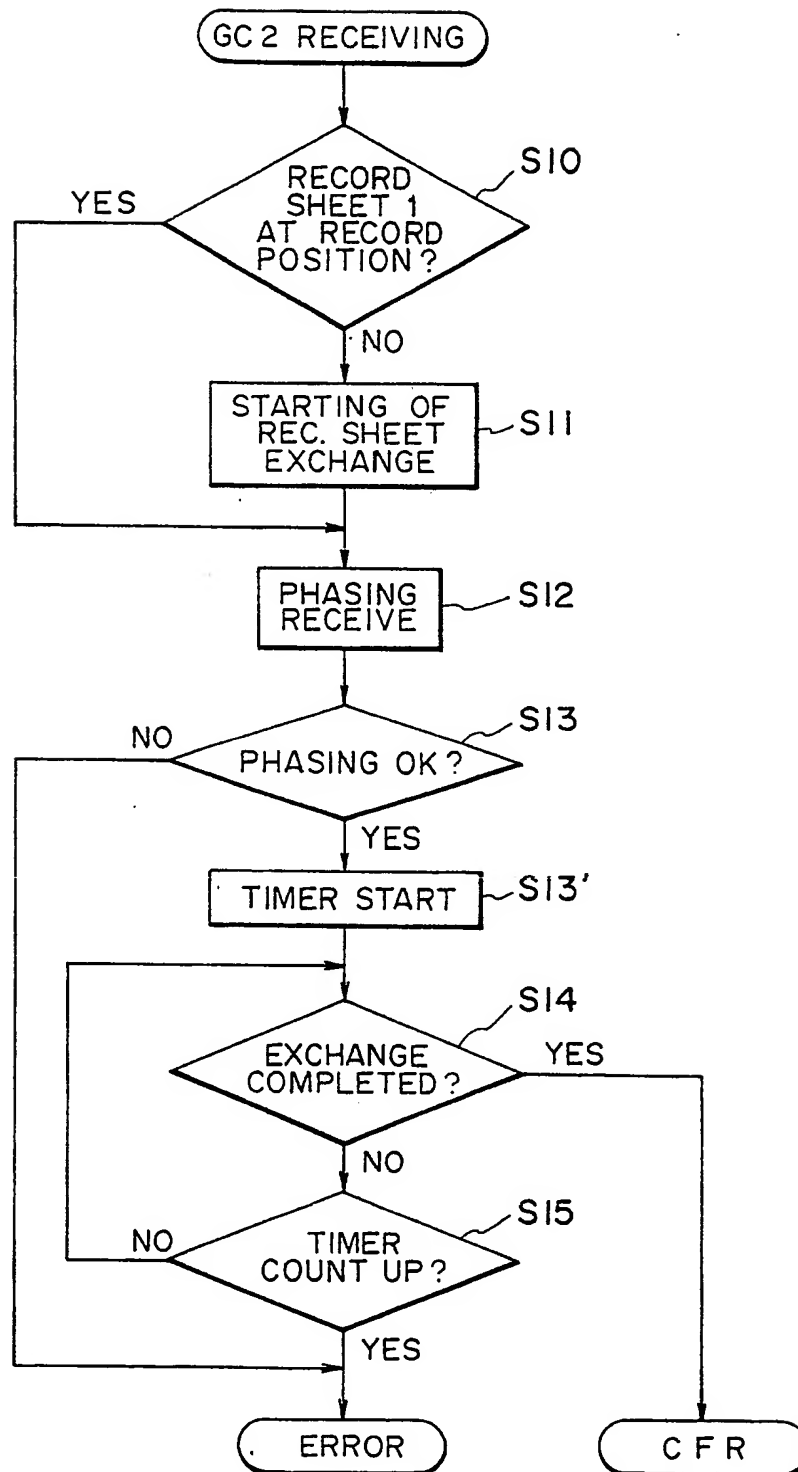 GC2 RECEIVING
S10
YES
RECORD
SHEET 1
AT RECORD
POSITION?
NO
STARTING OF
REC. SHEET
EXCHANGE
S11
PHASING
RECEIVE
S12
S13
NO
PHASING OK?
YES
TIMER START
S13'
S14
EXCHANGE
COMPLETED?
YES
NO
S15
NO
TIMER
COUNT UP?
YES
ERROR
CFR